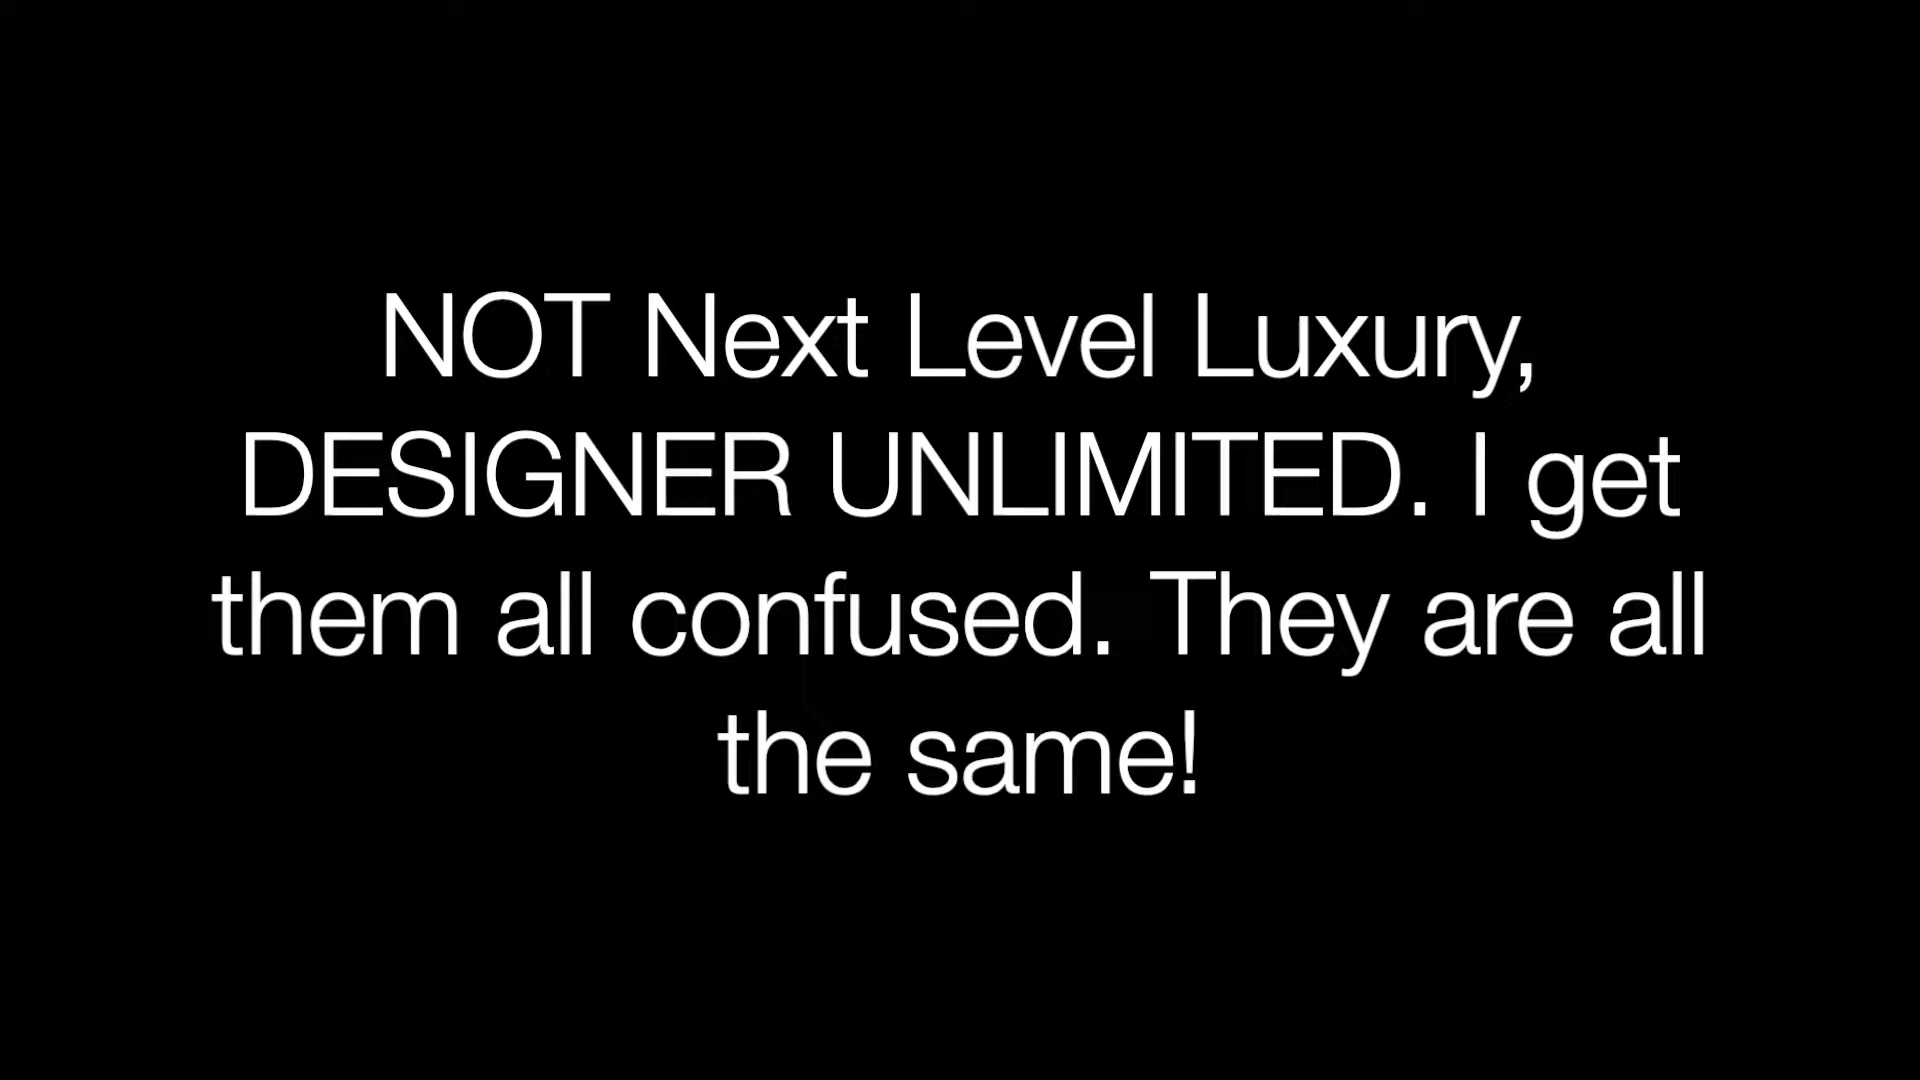 NOT Next Level Luxury,
DESIGNER UNLIMITED. I get
them all confused. They are all
the same!